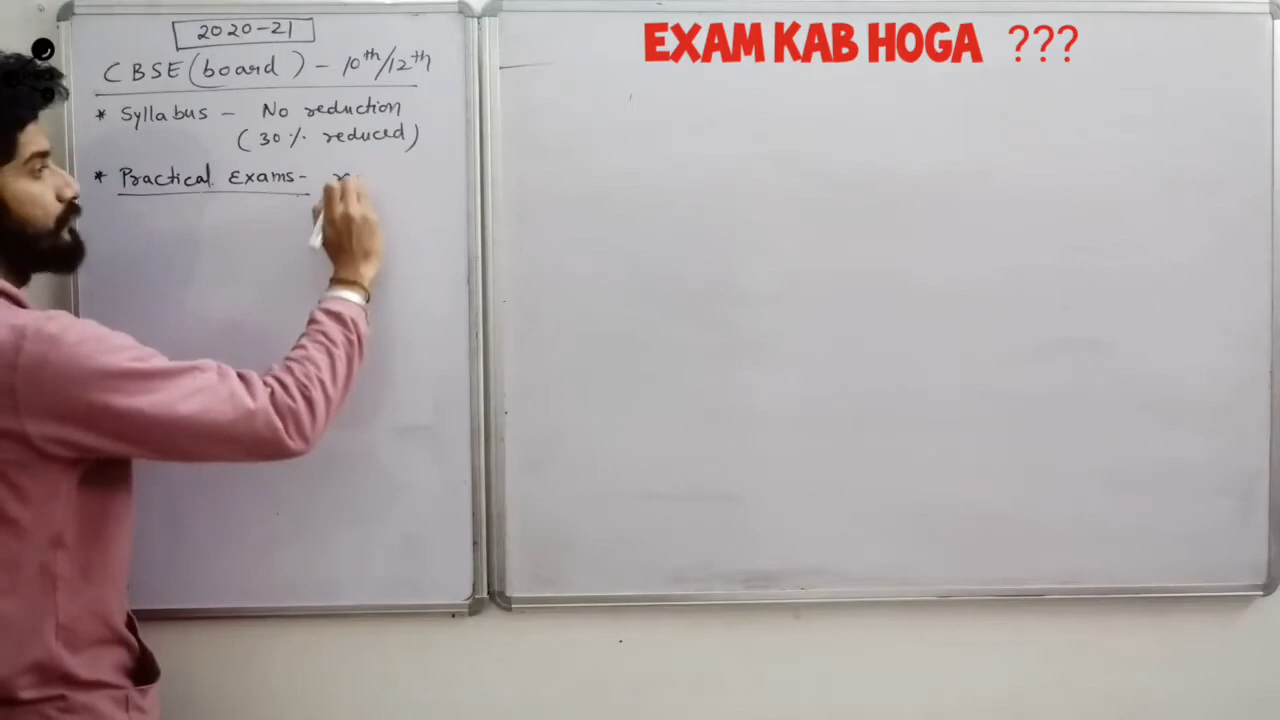 2020-21
CBSE (board) - 10th/12th
* Syllabus - No reduction
(30% reduced)
* Practical Exams-
EXAM KAB HOGA ???